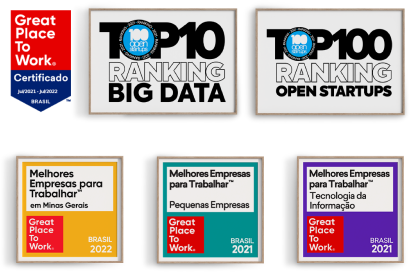 Great
Place
To
Work.
Certificado
Jul/2021 - Jul/2022
BRASIL
TM
TOP10
100
open
startups
RANKING
BIG DATA
TOP100
100
open
startups
RANKING
OPEN STARTUPS
Melhores
Empresas para
Trabalhar™
em Minas Gerais
Great
Place
To
Work.
BRASIL
2022
Melhores Empresas
para Trabalhar™
Pequenas Empresas
Great
Place
To
Work.
BRASIL
2021
Melhores Empresas
para Trabalhar™
Tecnologia da
Informação
Great
Place
To
Work.
BRASIL
2021